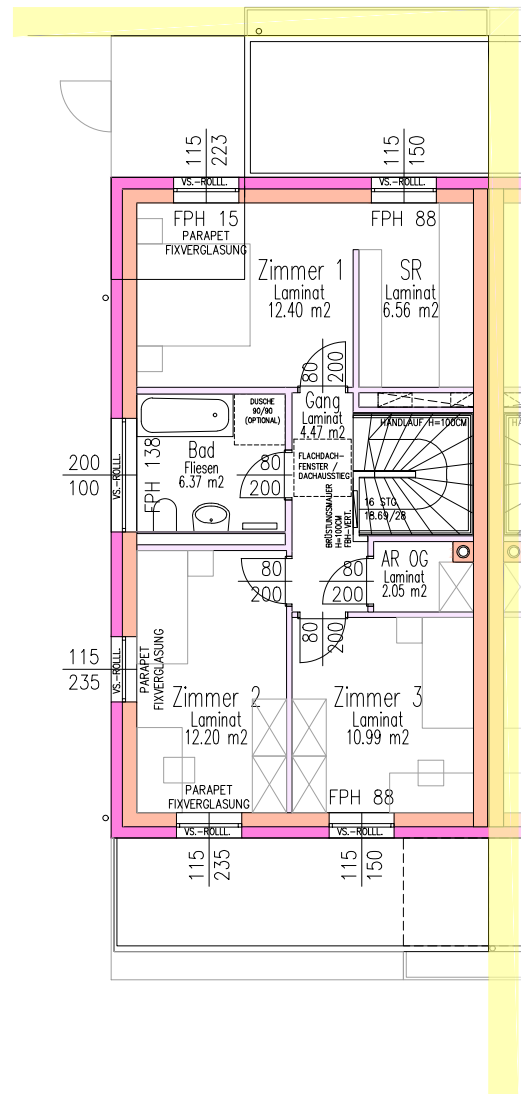 115
223
115
150
VS.-ROLLL.
VS.-ROLLL.
FPH 15
FPH 88
PARAPET
FIXVERGLASUNG
Zimmer 1
Laminat
12.40 m2
SR
Laminat
6.56 m2
80
200
DUSCHE
90/90
(OPTIONAL)
Gang
Laminat
4.47 m2
HANDLAUF H=100CM
Bad
Fliesen
6.37 m2
FPH 138
200
100
VS.-ROLLL.
80
200
FLACHDACH-
FENSTER /
DACHAUSSTIEG
16 STG
18.69/28
BRÜSTUNGSMAUER
H=100CM
FBH-VERT.
AR OG
Laminat
2.05 m2
80
200
80
200
80
200
115
235
VS.-ROLLL.
PARAPET
FIXVERGLASUNG
Zimmer 2
Laminat
12.20 m2
Zimmer 3
Laminat
10.99 m2
PARAPET
FIXVERGLASUNG
FPH 88
VS.-ROLLL.
VS.-ROLLL.
115
235
115
150